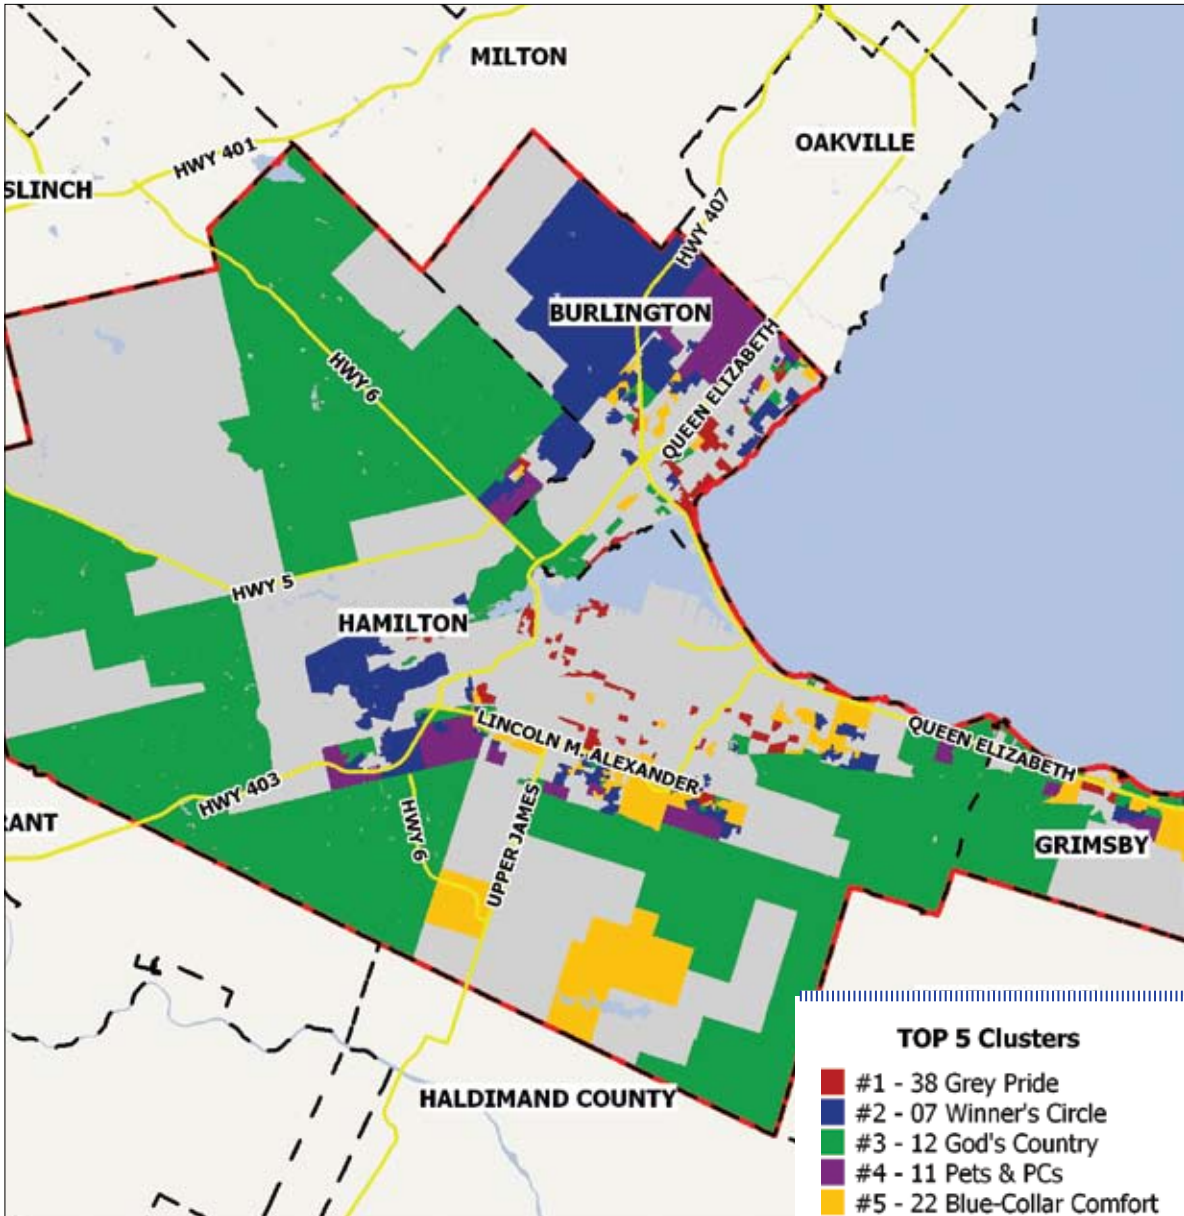 MILTON
OAKVILLE
HWY 401
SLINCH
HWY 407
BURLINGTON
HWY 6
QUEEN ELIZABETH
HWY 5
HAMILTON
LINCOLN M. ALEXANDER
QUEEN ELIZABETH
HWY 403
HWY 6
UPPER JAMES
RANT
GRIMSBY
HALDIMAND COUNTY
TOP 5 Clusters
#1 - 38 Grey Pride
#2 - 07 Winner's Circle
#3 - 12 God's Country
#4 - 11 Pets & PCs
#5 - 22 Blue-Collar Comfort